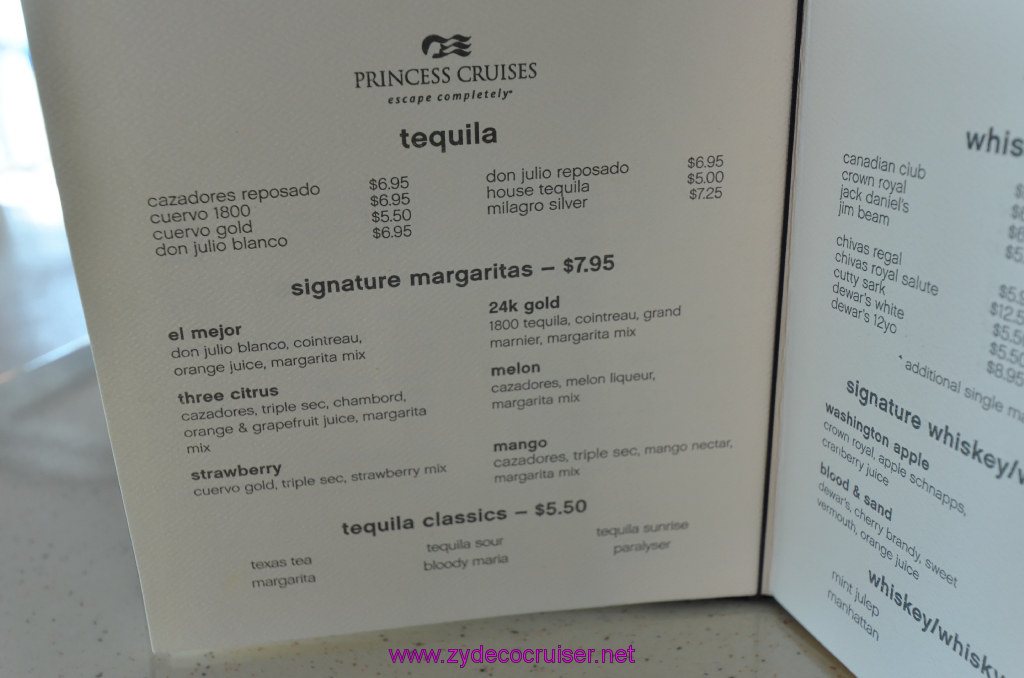 PRINCESS CRUISES
escape completely*
tequila
cazadores reposado $6.95
cuervo 1800 $6.95
cuervo gold $5.50
don julio blanco $6.95
don julio reposado $6.95
house tequila $5.00
milagro silver $7.25
signature margaritas – $7.95
el mejor
don julio blanco, cointreau,
orange juice, margarita mix
three citrus
cazadores, triple sec, chambord,
orange & grapefruit juice, margarita
mix
strawberry
cuervo gold, triple sec, strawberry mix
24k gold
1800 tequila, cointreau, grand
marnier, margarita mix
melon
cazadores, melon liqueur,
margarita mix
mango
cazadores, triple sec, mango nectar,
margarita mix
tequila classics – $5.50
texas tea
margarita
tequila sour
bloody maria
tequila sunrise
paralyser
canadian club
crown royal
jack daniel's
jim beam
chivas regal
chivas royal salute
cutty sark
dewar's white
dewar's 12yo
$8.95
*additional single
signature whiskey/
washington apple
crown royal, apple schnapps,
cranberry juice
blood & sand
dewar's, cherry brandy, sweet
vermouth, orange juice
whiskey/whisky
mint julep
manhattan
www.zydecocruiser.net